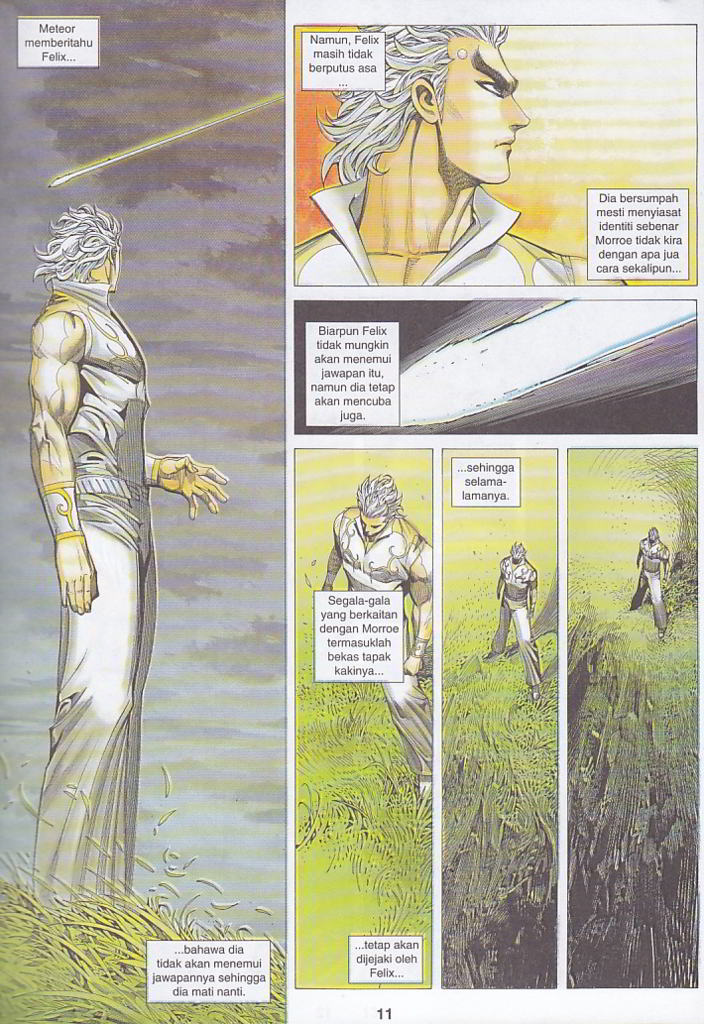 Meteor
memberitahu
Felix...
...bahawa dia
tidak akan menemui
jawapannya sehingga
dia mati nanti.
Namun, Felix
masih tidak
berputus asa
...
Dia bersumpah
mesti menyiasat
identiti sebenar
Morroe tidak kira
dengan apa jua
cara sekalipun...
Biarpun Felix
tidak mungkin
akan menemui
jawapan itu,
namun dia tetap
akan mencuba
juga.
Segala-gala
yang berkaitan
dengan Morroe
termasuklah
bekas tapak
kakinya...
...tetap akan
dijejaki oleh
Felix...
...sehingga
selama-
lamanya.
11